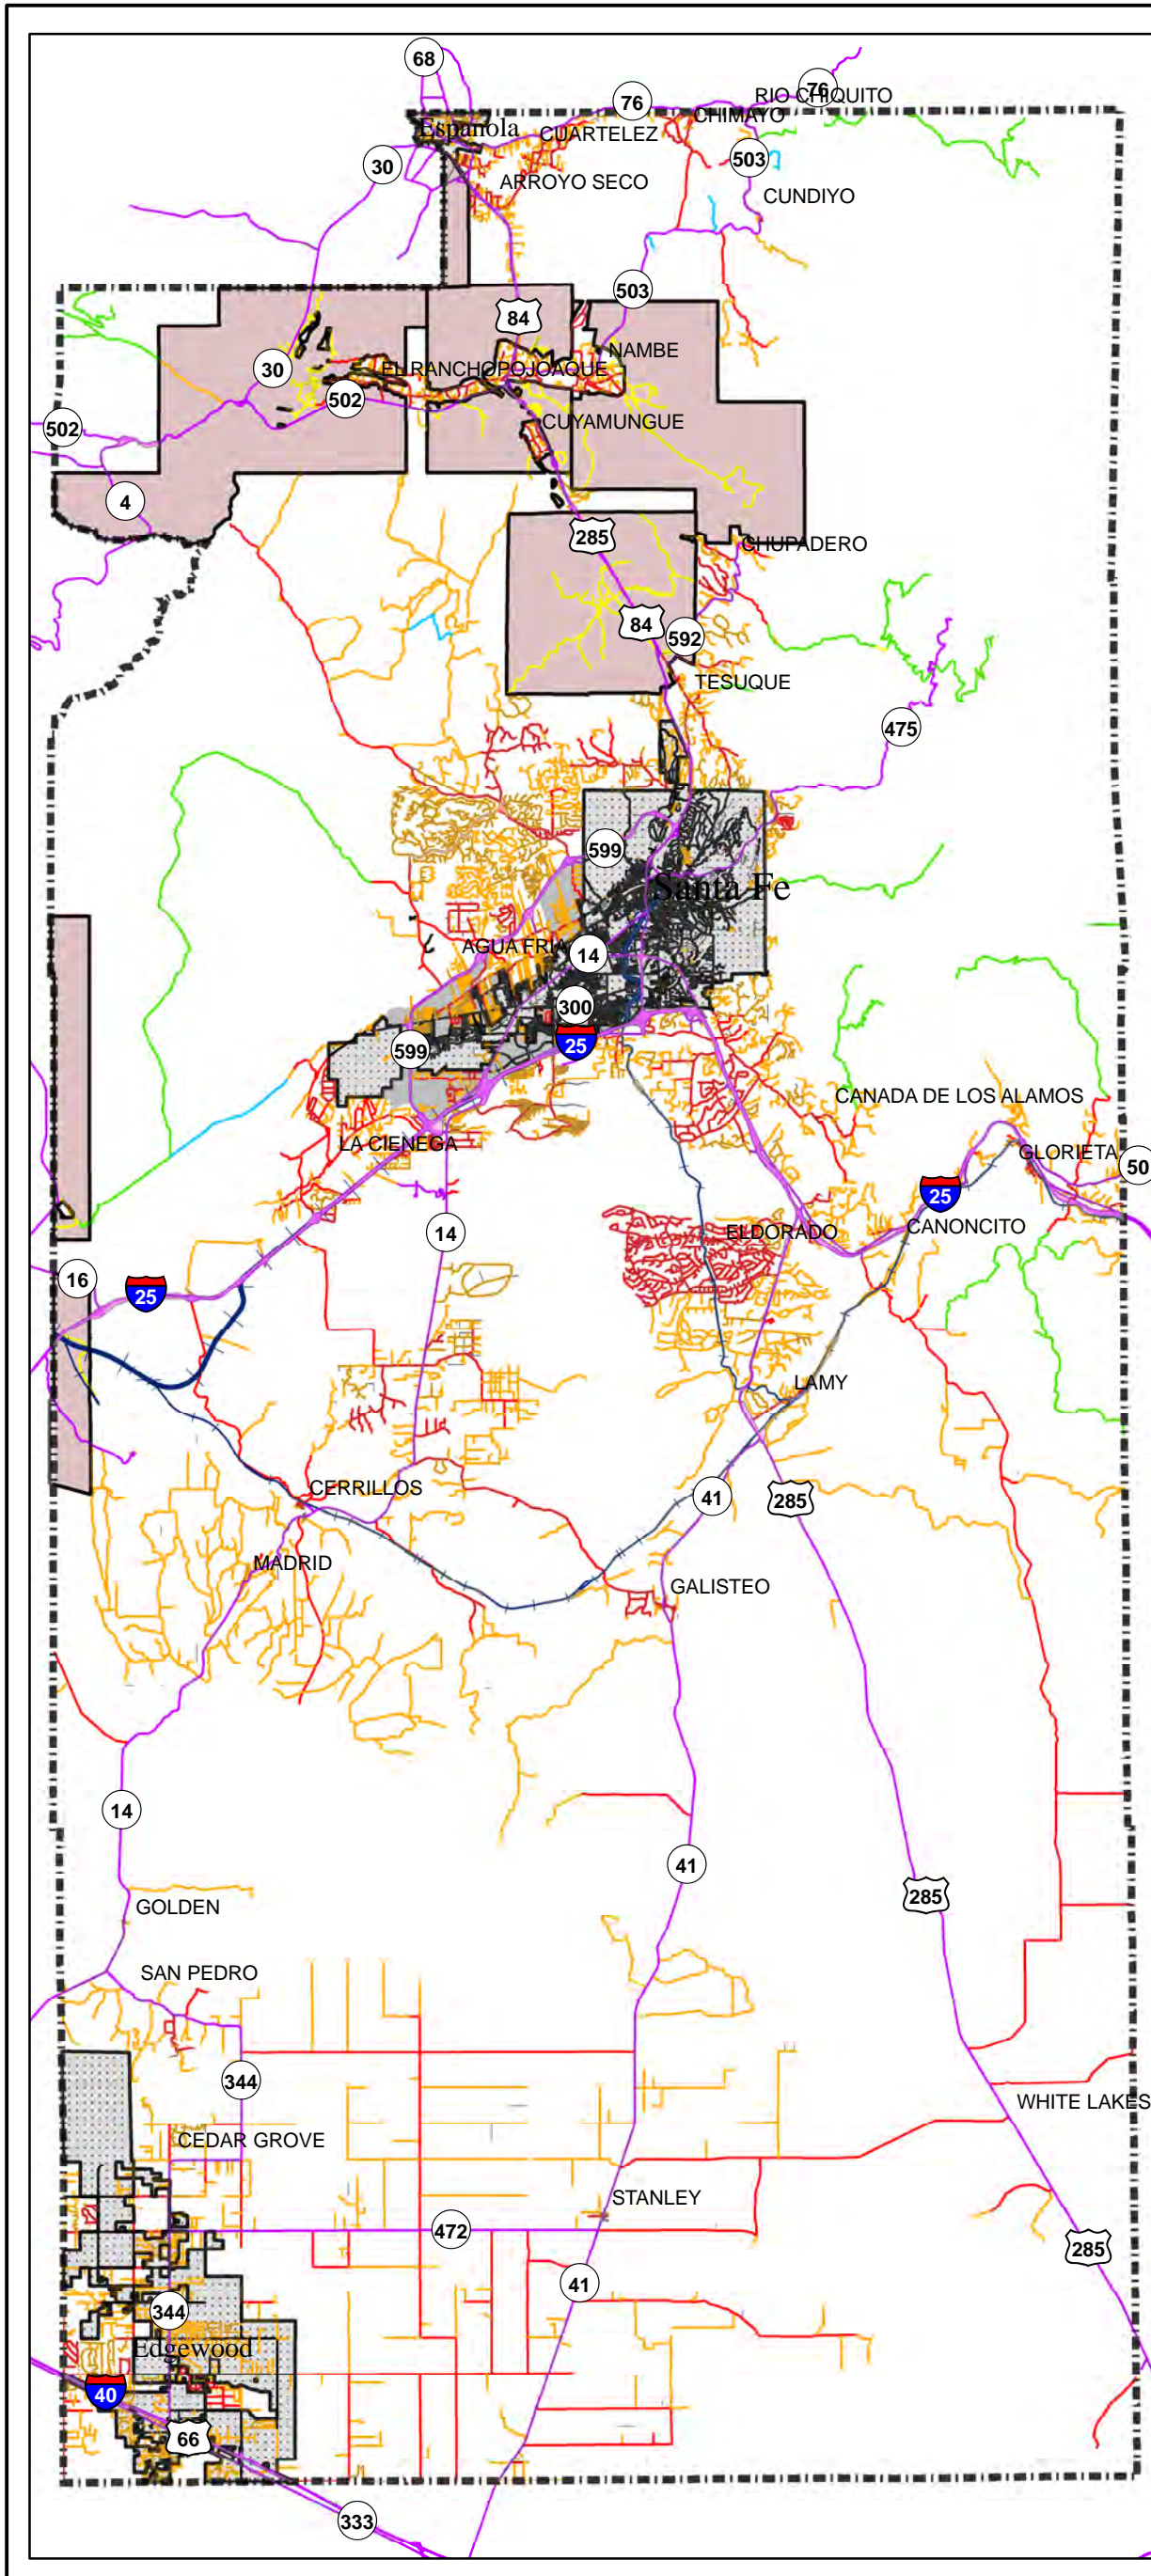 68
76
76
RIO CHIQUITO
CHIMAYO
Espanola
CUARTELEZ
30
503
ARROYO SECO
CUNDIYO
503
84
NAMBE
30
EL RANCHO
POJOAQUE
502
502
CUYAMUNGUE
4
285
CHUPADERO
84
592
TESUQUE
475
599
Santa Fe
AGUA FRIA
14
300
25
599
CANADA DE LOS ALAMOS
LA CIENEGA
GLORIETA
50
25
14
ELDORADO
CANONCITO
16
25
LAMY
CERRILLOS
41
285
MADRID
GALISTEO
14
41
285
GOLDEN
SAN PEDRO
344
WHITE LAKES
CEDAR GROVE
STANLEY
472
285
41
344
Edgewood
40
66
333